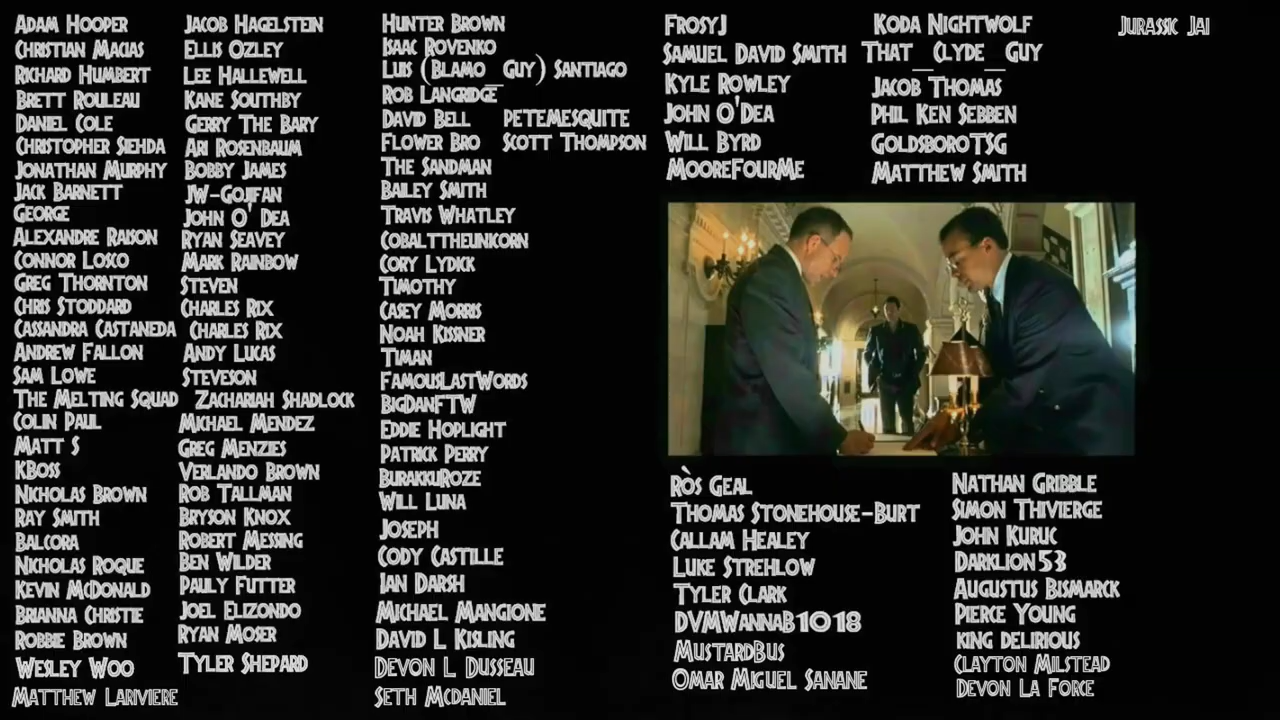 Adam Hooper
Christian Macias
Richard Humbert
Brett Rouleau
Daniel Cole
Christopher Siehda
Jonathan Murphy
Jack Barnett
George
Alexandre Raison
Connor Losco
Greg Thornton
Chris Stoddard
Cassandra Castaneda
Andrew Fallon
Sam Lowe
The Melting Squad
Colin Paul
Matt S
KBoss
Nicholas Brown
Ray Smith
Balcora
Nicholas Roque
Kevin McDonald
Brianna Christie
Robbie Brown
Wesley Woo
Matthew Lariviere
Jacob Hagelstein
Ellis Ozley
Lee Hallewell
Kane Southby
Gerry The Bary
Ari Rosenbaum
Bobby James
JW-Gojifan
John O' Dea
Ryan Seavey
Mark Rainbow
Steven
Charles Rix
Charles Rix
Andy Lucas
Steveson
Zachariah Shadlock
Michael Mendez
Greg Menzies
Verlando Brown
Rob Tallman
Bryson Knox
Robert Messing
Ben Wilder
Pauly Futter
Joel Elizondo
Ryan Moser
Tyler Shepard
Hunter Brown
Isaac Rovenko
Luis (Blamo_Guy) Santiago
Rob Langridge
David Bell
Flower Bro
The Sandman
Bailey Smith
Travis Whatley
Cobalttheunicorn
Cory Lydick
Timothy
Casey Morris
Noah Kissner
Timan
FamousLastWords
BigDanFTW
Eddie Hoplight
Patrick Perry
BurakkuRoze
Will Luna
Joseph
Cody Castille
Ian Darsh
Michael Mangione
David L Kisling
Devon L Dusseau
Seth McDaniel
PETEMESQUITE
Scott Thompson
FrosyJ
Samuel David Smith
Kyle Rowley
John O'Dea
Will Byrd
MooreFourMe
Koda Nightwolf
That_Clyde_Guy
Jacob Thomas
Phil Ken Sebben
GoldsboroTSG
Matthew Smith
Jurassic Jai
Ròs Geal
Thomas Stonehouse-Burt
Callam Healey
Luke Strehlow
Tyler Clark
DVMWannaB1018
MustardBus
Omar Miguel Sanane
Nathan Gribble
Simon Thivierge
John Kuruc
Darklion53
Augustus Bismarck
Pierce Young
king delirious
Clayton Milstead
Devon La Force